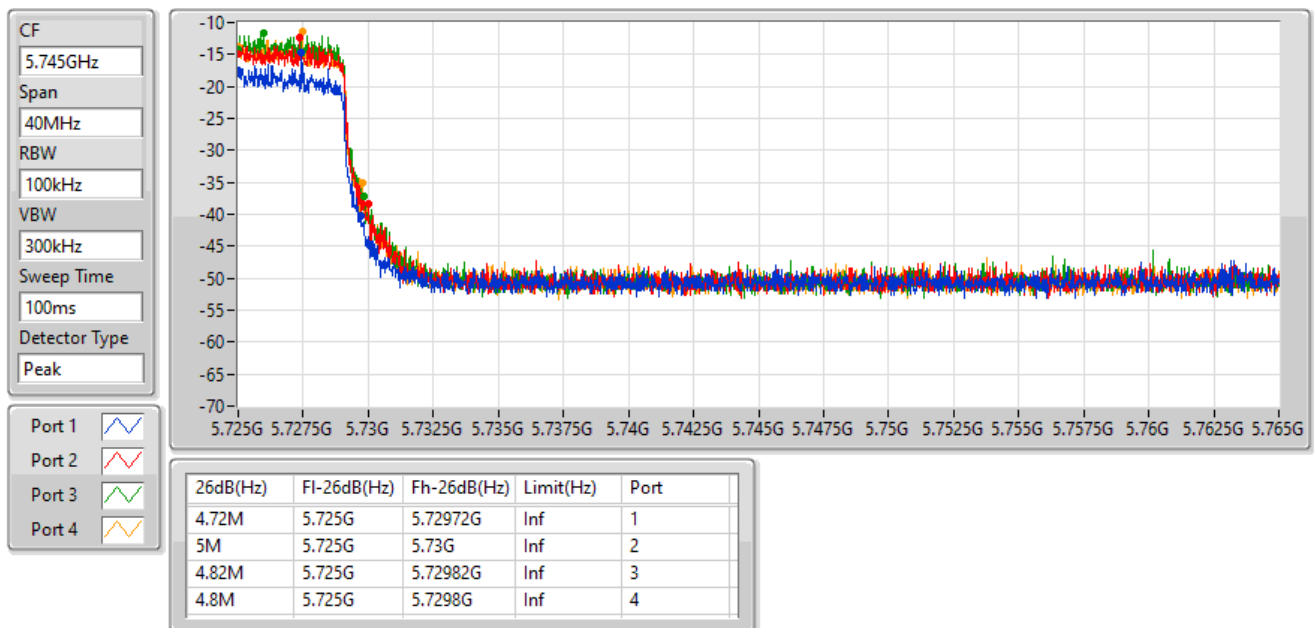 CF
5.745GHz
Span
40MHz
RBW
100kHz
VBW
300kHz
Sweep Time
100ms
Detector Type
Peak
Port 1
Port 2
Port 3
Port 4
-10
-15
-20
-25
-30
-35
-40
-45
-50
-55
-60
-65
-70
5.725G 5.7275G 5.73G 5.7325G 5.735G 5.7375G 5.74G 5.7425G 5.745G 5.7475G 5.75G 5.7525G 5.755G 5.7575G 5.76G 5.7625G 5.765G
26dB(Hz) Fl-26dB(Hz) Fh-26dB(Hz) Limit(Hz) Port
4.72M 5.725G 5.72972G Inf 1
5M 5.725G 5.73G Inf 2
4.82M 5.725G 5.72982G Inf 3
4.8M 5.725G 5.7298G Inf 4